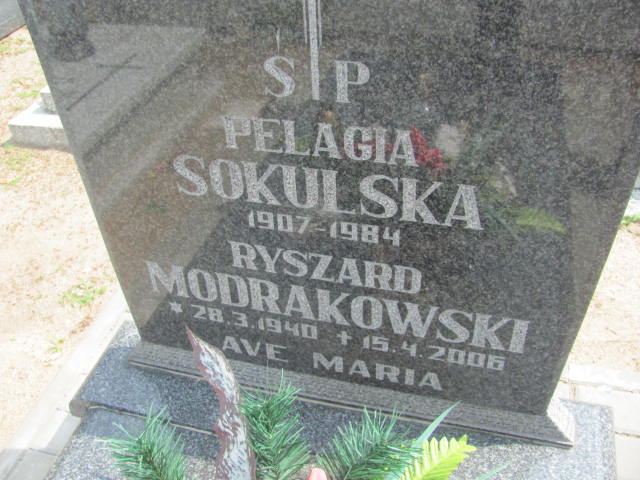 Ś P
PELAGIA
SOKULSKA
1907-1984
RYSZARD
MODRAKOWSKI
* 28.3.1940 + 15.4.2006
AVE MARIA